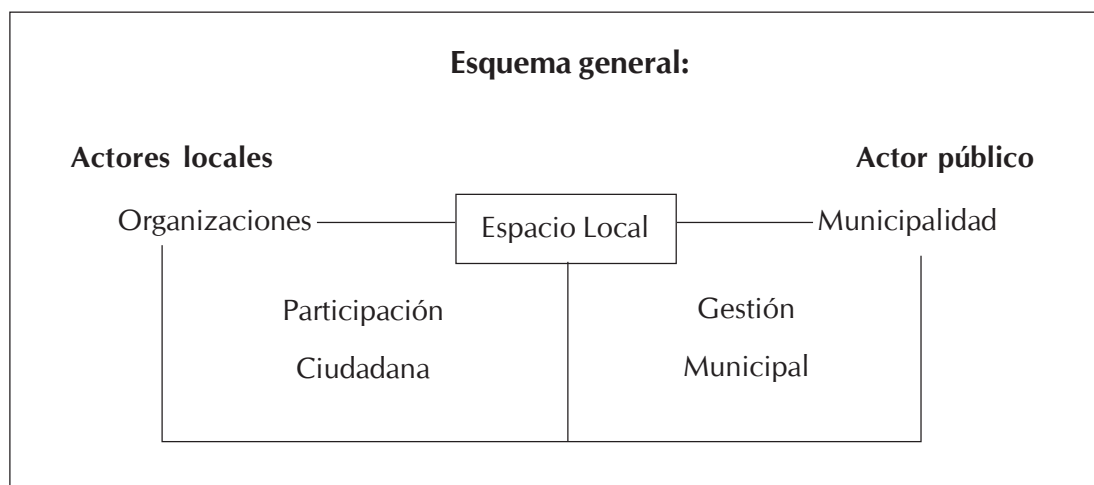 Esquema general:
Actores locales
Actor público
Organizaciones
Espacio Local
Municipalidad
Participación
Gestión
Ciudadana
Municipal